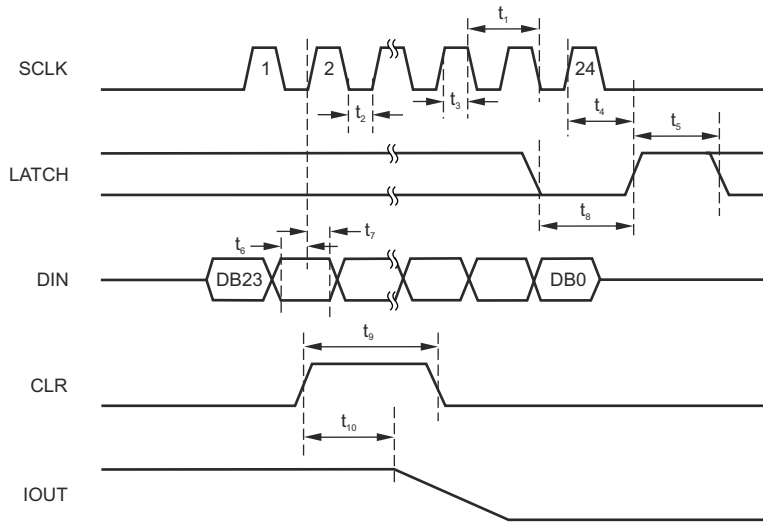 t₁
SCLK 1 2 24
t₂ t₃ t₄ t₅
LATCH
t₈
t₆ t₇
DIN DB23 DB0
t₉
CLR
t₁₀
IOUT